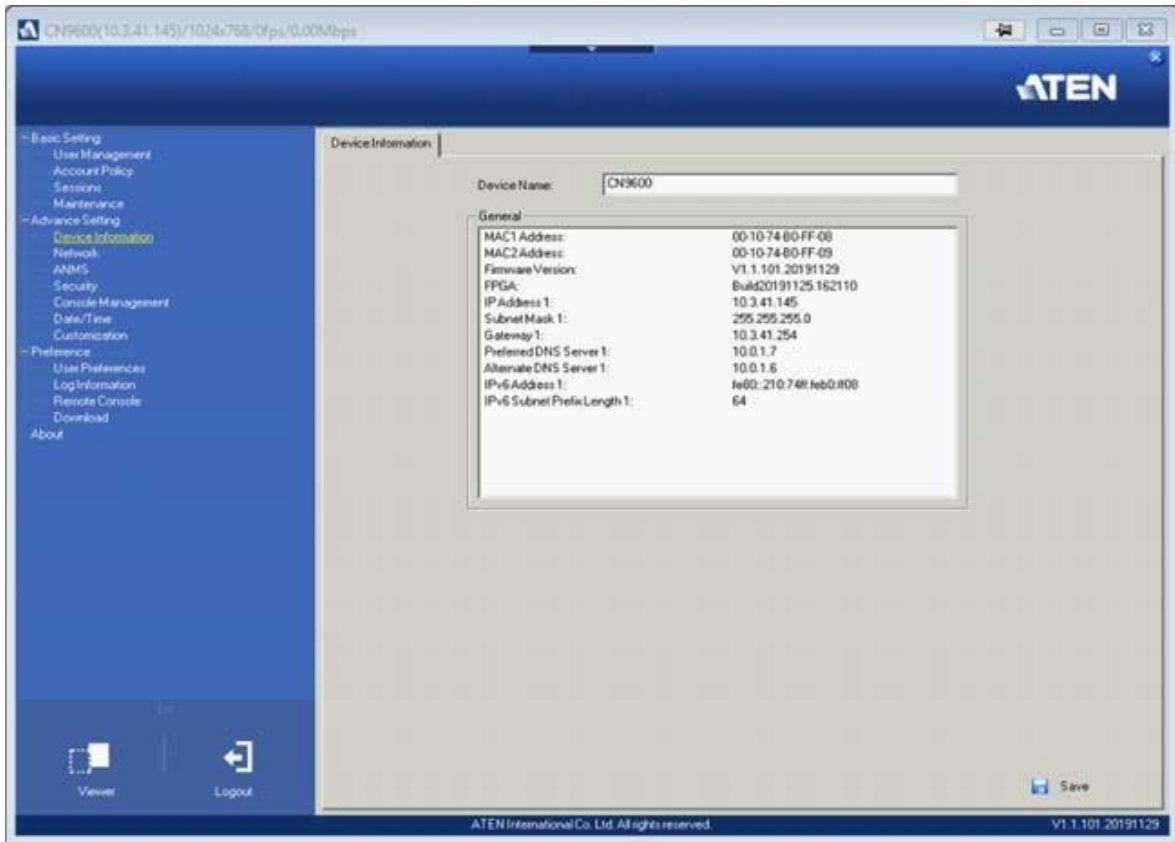 CN9600(10.3.41.145)/1024x768/0fps/0.00Mbps
ATEN
Basic Setting
User Management
Account Policy
Sessions
Maintenance
Advance Setting
Device Information
Network
ANMS
Security
Console Management
Date/Time
Customization
Preference
User Preferences
Log Information
Remote Console
Download
About
Viewer
Logout
Device Information
Device Name: CN9600
General
MAC1 Address: 00-10-74-B0-FF-08
MAC2 Address: 00-10-74-B0-FF-09
Firmware Version: V1.1.101.20191129
FPGA: Build20191125.162110
IP Address 1: 10.3.41.145
Subnet Mask 1: 255.255.255.0
Gateway 1: 10.3.41.254
Preferred DNS Server 1: 10.0.1.7
Alternate DNS Server 1: 10.0.1.6
IPv6 Address 1: fe80::210:74ff:feb0:ff08
IPv6 Subnet Prefix Length 1: 64
Save
ATEN International Co. Ltd. All rights reserved.
V1.1.101.20191129